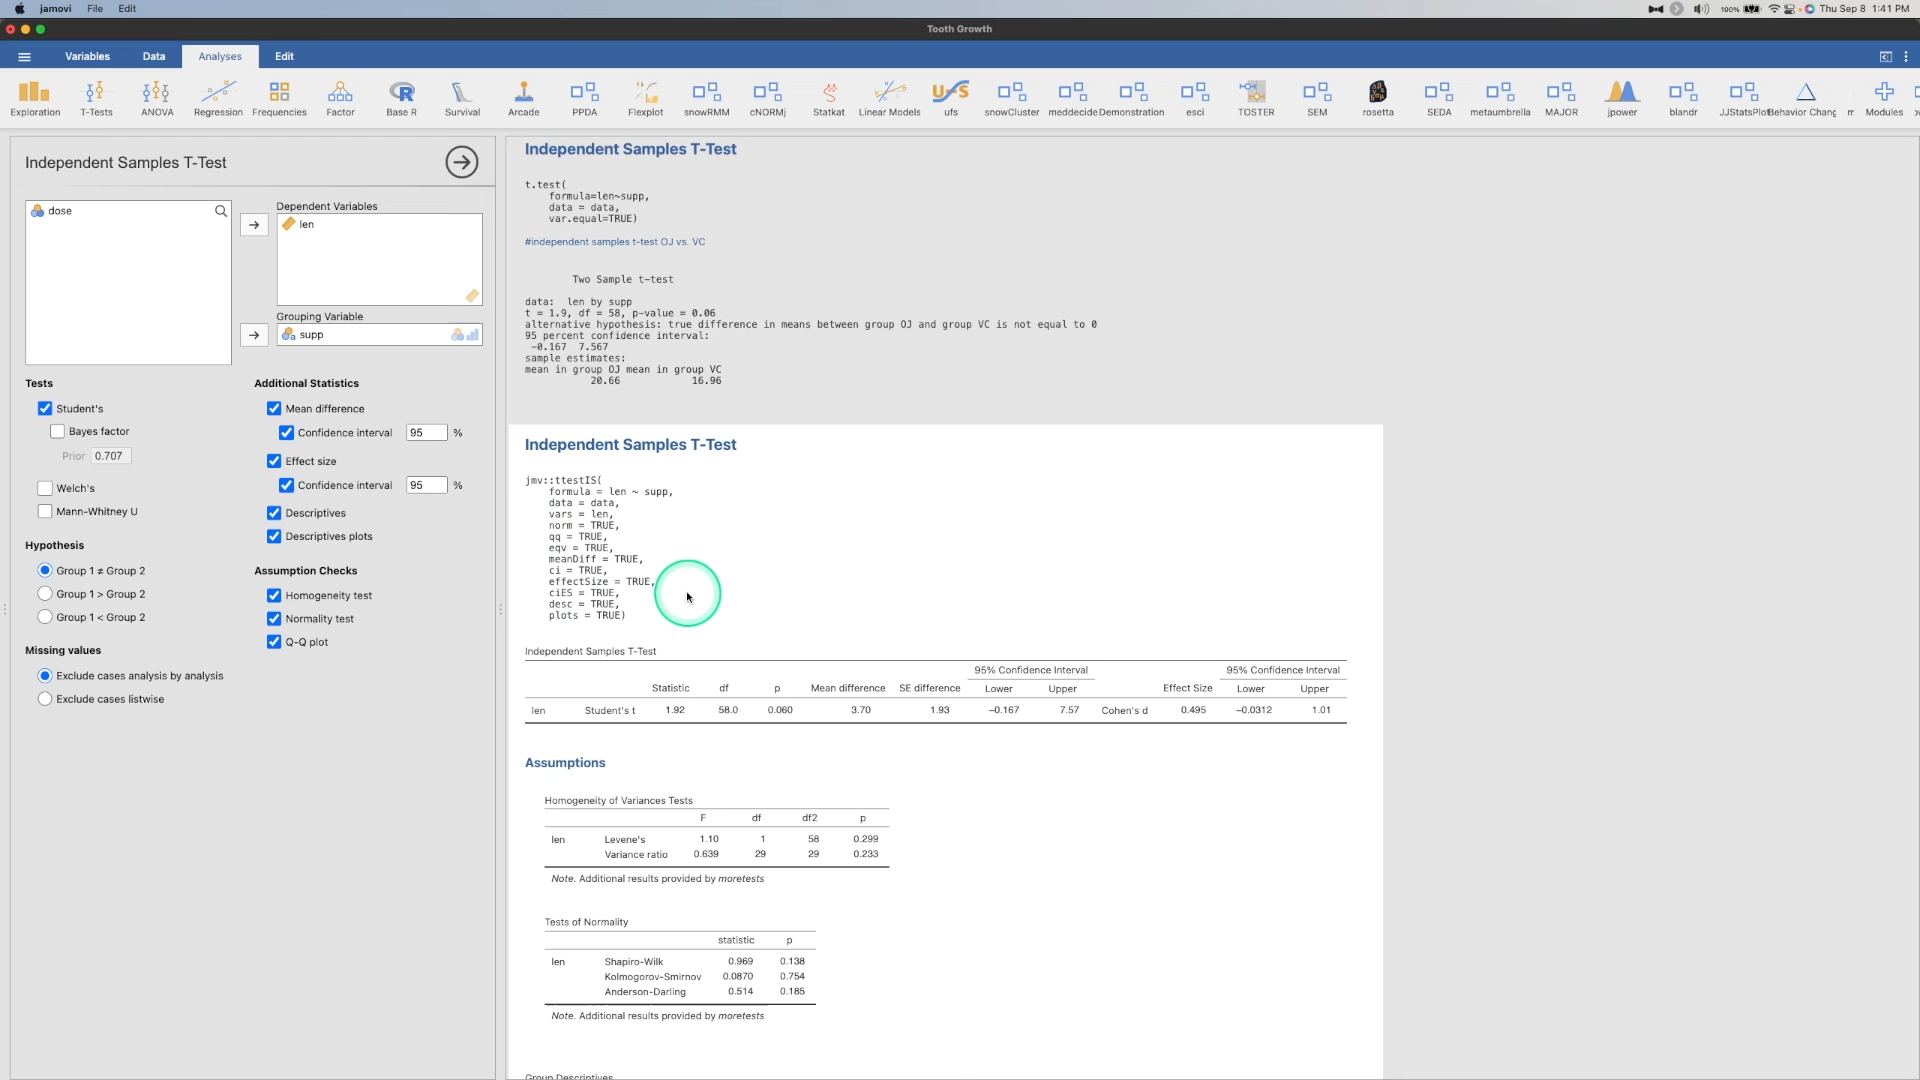 jamovi File Edit
100% Thu Sep 8 1:41 PM
Tooth Growth
Variables Data Analyses Edit
Exploration T-Tests ANOVA Regression Frequencies Factor Base R Survival Arcade PPDA Flexplot snowRMM cNORMj Statkat Linear Models ufs snowCluster meddecide Demonstration esci TOSTER SEM rosetta SEDA metaumbrella MAJOR jpower blandr JJStatsPlot Behavior Chang Modules
Independent Samples T-Test
dose
Dependent Variables
len
Grouping Variable
supp
Tests
Student's
Bayes factor
Prior 0.707
Welch's
Mann-Whitney U
Hypothesis
Group 1 ≠ Group 2
Group 1 > Group 2
Group 1 < Group 2
Missing values
Exclude cases analysis by analysis
Exclude cases listwise
Additional Statistics
Mean difference
Confidence interval 95 %
Effect size
Confidence interval 95 %
Descriptives
Descriptives plots
Assumption Checks
Homogeneity test
Normality test
Q-Q plot
Independent Samples T-Test
t.test(
formula=len~supp,
data = data,
var.equal=TRUE)
#independent samples t-test OJ vs. VC
Two Sample t-test
data: len by supp
t = 1.9, df = 58, p-value = 0.06
alternative hypothesis: true difference in means between group OJ and group VC is not equal to 0
95 percent confidence interval:
-0.167 7.567
sample estimates:
mean in group OJ mean in group VC
20.66 16.96
Independent Samples T-Test
jmv::ttestIS(
formula = len ~ supp,
data = data,
vars = len,
norm = TRUE,
qq = TRUE,
eqv = TRUE,
meanDiff = TRUE,
ci = TRUE,
effectSize = TRUE,
ciES = TRUE,
desc = TRUE,
plots = TRUE)
Independent Samples T-Test
95% Confidence Interval 95% Confidence Interval
Statistic df p Mean difference SE difference Lower Upper Effect Size Lower Upper
len Student's t 1.92 58.0 0.060 3.70 1.93 −0.167 7.57 Cohen's d 0.495 −0.0312 1.01
Assumptions
Homogeneity of Variances Tests
F df df2 p
len Levene's 1.10 1 58 0.299
Variance ratio 0.639 29 29 0.233
Note. Additional results provided by moretests
Tests of Normality
statistic p
len Shapiro-Wilk 0.969 0.138
Kolmogorov-Smirnov 0.0870 0.754
Anderson-Darling 0.514 0.185
Note. Additional results provided by moretests
Group Descriptives